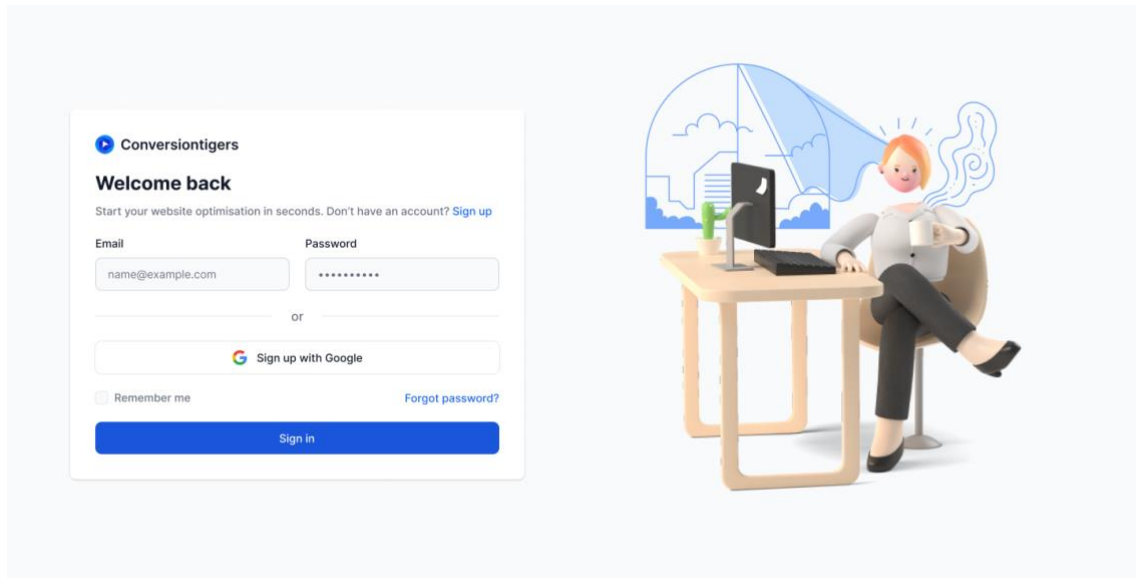 Conversiontigers
Welcome back
Start your website optimisation in seconds. Don't have an account? Sign up
Email
Password
name@example.com
••••••••••
or
Sign up with Google
Remember me
Forgot password?
Sign in